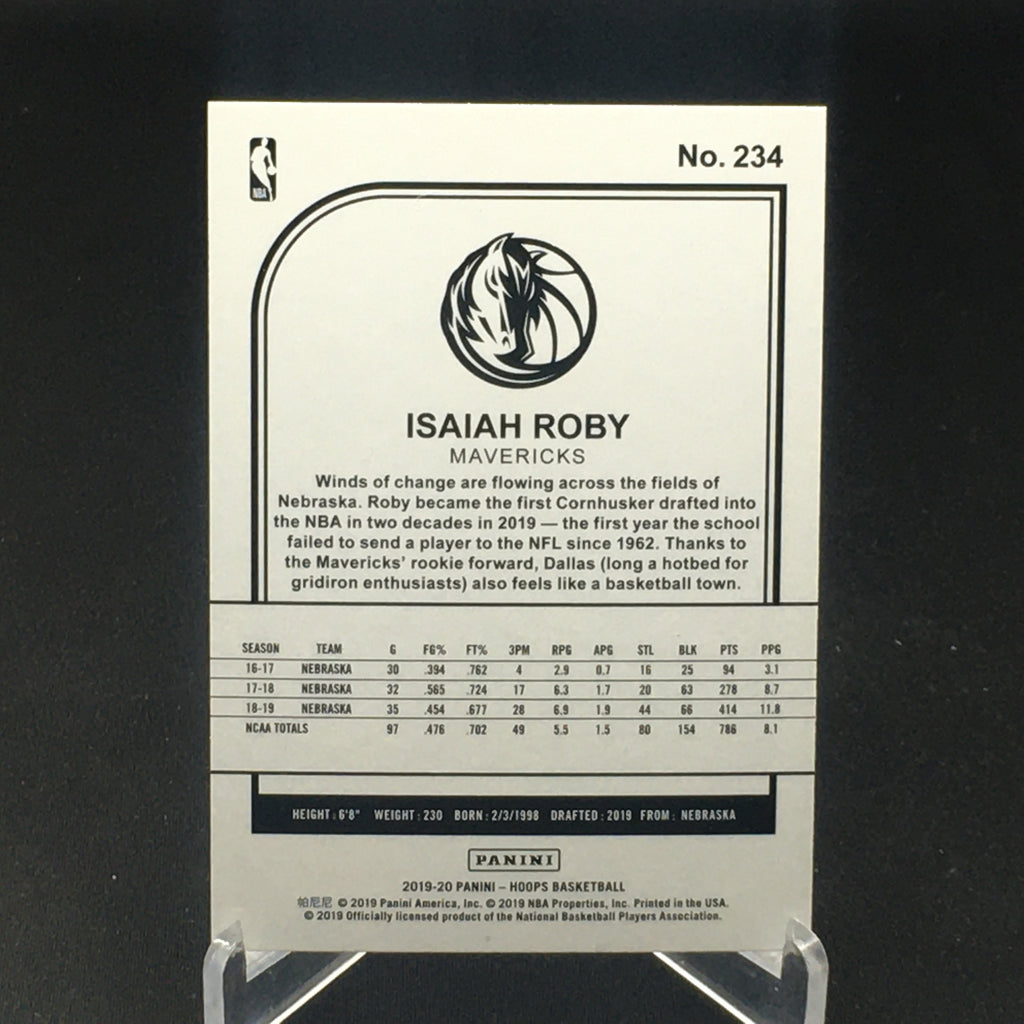 No. 234
NBA
ISAIAH ROBY
MAVERICKS
Winds of change are flowing across the fields of
Nebraska. Roby became the first Cornhusker drafted into
the NBA in two decades in 2019 — the first year the school
failed to send a player to the NFL since 1962. Thanks to
the Mavericks' rookie forward, Dallas (long a hotbed for
gridiron enthusiasts) also feels like a basketball town.
SEASON TEAM G FG% FT% 3PM RPG APG STL BLK PTS PPG
16-17 NEBRASKA 30 .394 .762 4 2.9 0.7 16 25 94 3.1
17-18 NEBRASKA 32 .565 .724 17 6.3 1.7 20 63 278 8.7
18-19 NEBRASKA 35 .454 .677 28 6.9 1.9 44 66 414 11.8
NCAA TOTALS 97 .476 .702 49 5.5 1.5 80 154 786 8.1
HEIGHT: 6'8" WEIGHT: 230 BORN: 2/3/1998 DRAFTED: 2019 FROM: NEBRASKA
PANINI
2019-20 PANINI – HOOPS BASKETBALL
帕尼尼 © 2019 Panini America, Inc. © 2019 NBA Properties, Inc. Printed in the USA.
© 2019 Officially licensed product of the National Basketball Players Association.